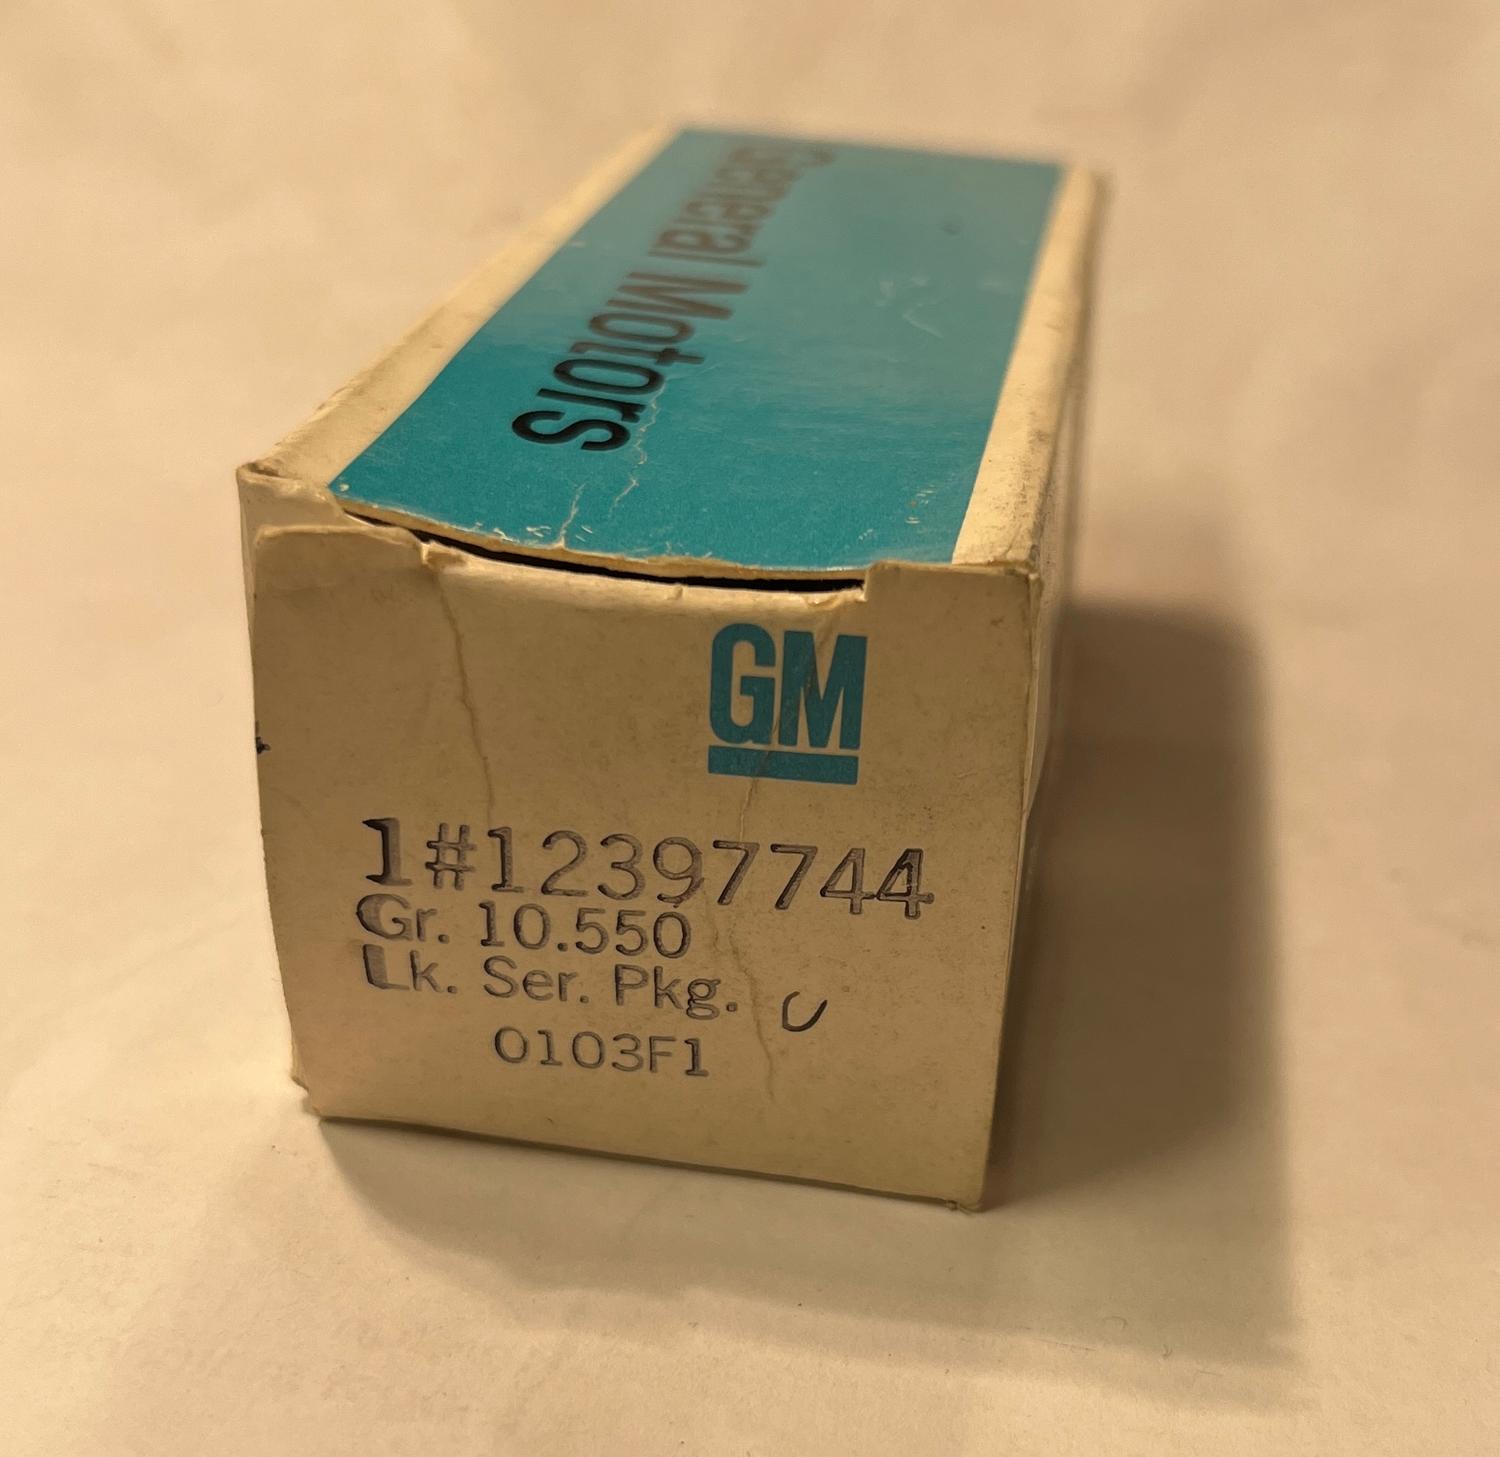 General Motors
GM
1#12397744
Gr. 10.550
Lk. Ser. Pkg. U
0103F1